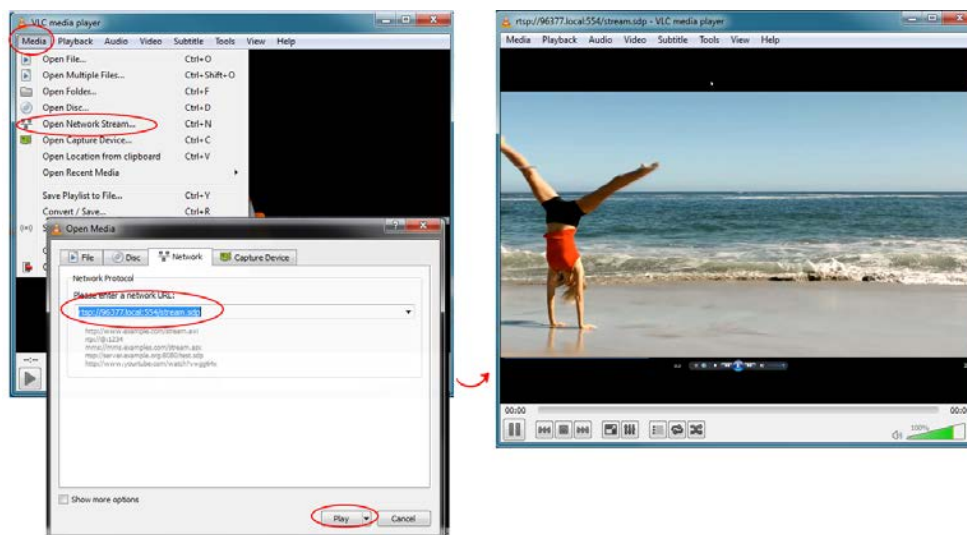 VLC media player
Media Playback Audio Video Subtitle Tools View Help
Open File... Ctrl+O
Open Multiple Files... Ctrl+Shift+O
Open Folder... Ctrl+F
Open Disc... Ctrl+D
Open Network Stream... Ctrl+N
Open Capture Device... Ctrl+C
Open Location from clipboard Ctrl+V
Open Recent Media
Save Playlist to File... Ctrl+Y
Convert / Save... Ctrl+R
Open Media
File Disc Network Capture Device
Network Protocol
Please enter a network URL:
rtsp://96377.local:554/stream.sdp
http://www.example.com/stream.avi
rtp://@:1234
mms://mms.examples.com/stream.asx
rtsp://server.example.org:8080/test.sdp
Show more options
Play Cancel
rtsp://96377.local:554/stream.sdp - VLC media player
Media Playback Audio Video Subtitle Tools View Help
00:00
100%